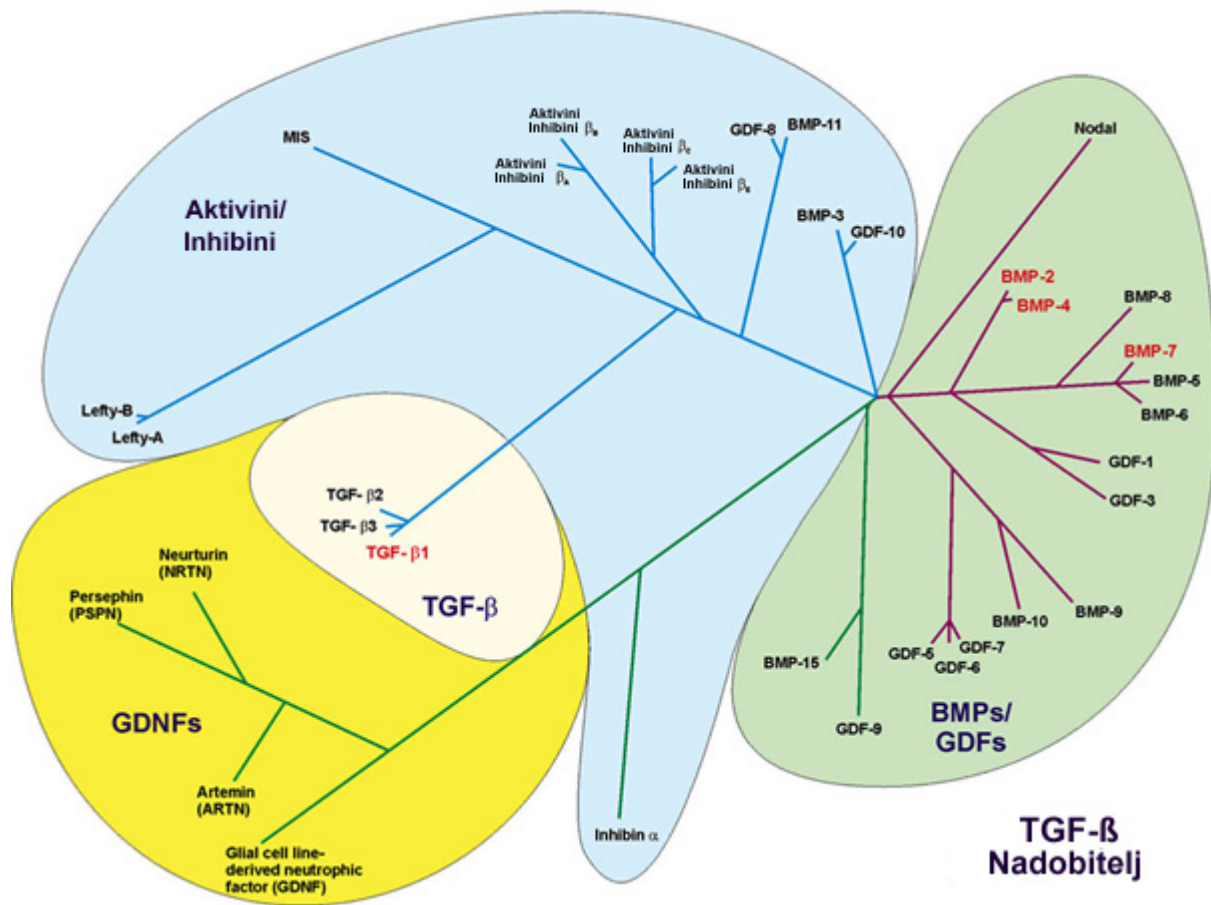 MIS
Aktivini
Inhibini βB
Aktivini
Inhibini βA
Aktivini
Inhibini βC
Aktivini
Inhibini βE
GDF-8
BMP-11
BMP-3
GDF-10
Aktivini/
Inhibini
Lefty-B
Lefty-A
Nodal
BMP-2
BMP-4
BMP-8
BMP-7
BMP-5
BMP-6
GDF-1
GDF-3
BMP-9
BMP-10
GDF-7
GDF-5
GDF-6
BMP-15
GDF-9
BMPs/
GDFs
TGF- β2
TGF- β3
TGF- β1
TGF-β
Neurturin
(NRTN)
Persephin
(PSPN)
GDNFs
Artemin
(ARTN)
Glial cell line-
derived neutrophic
factor (GDNF)
Inhibin α
TGF-ß
Nadobitelj